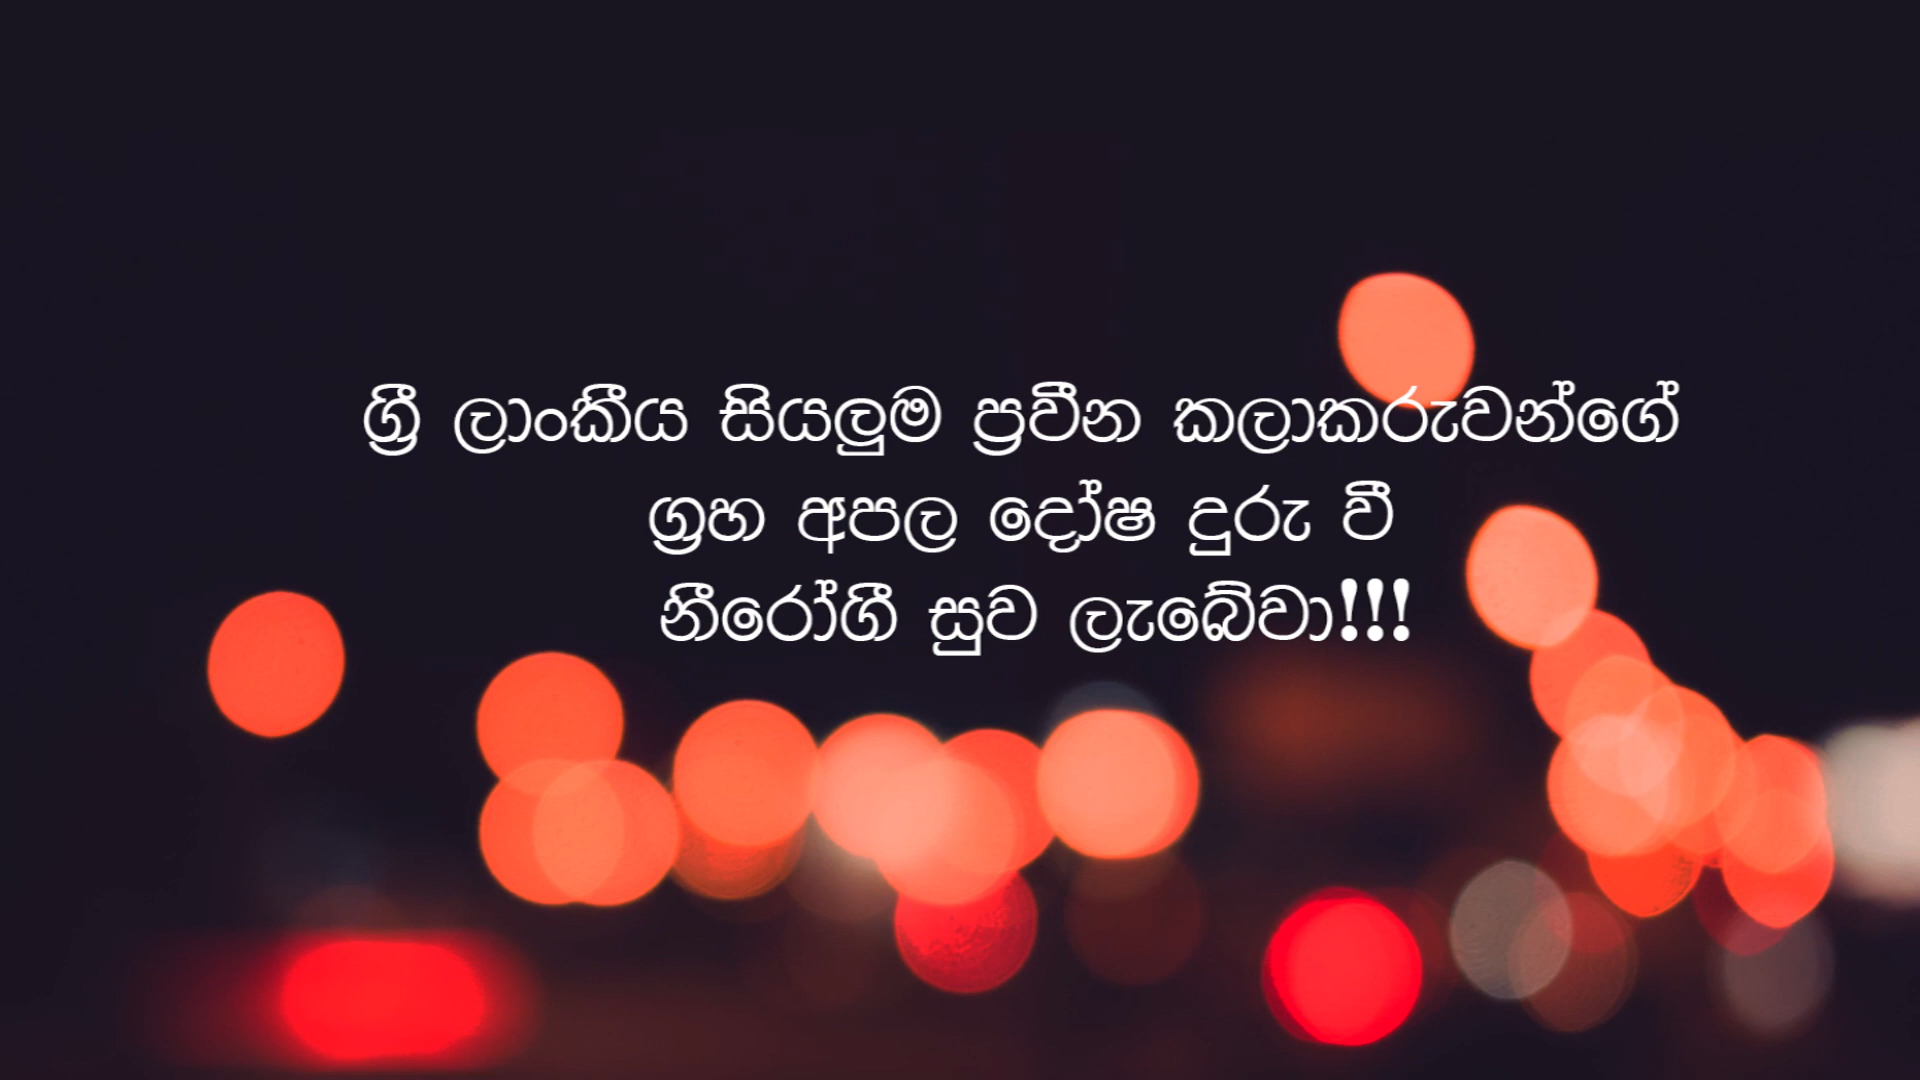 ශ්‍රී ලාංකීය සියලුම ප්‍රවීන කලාකරුවන්ගේ
ග්‍රහ අපල දෝෂ දුරු වී
නීරෝගී සුව ලැබේවා!!!